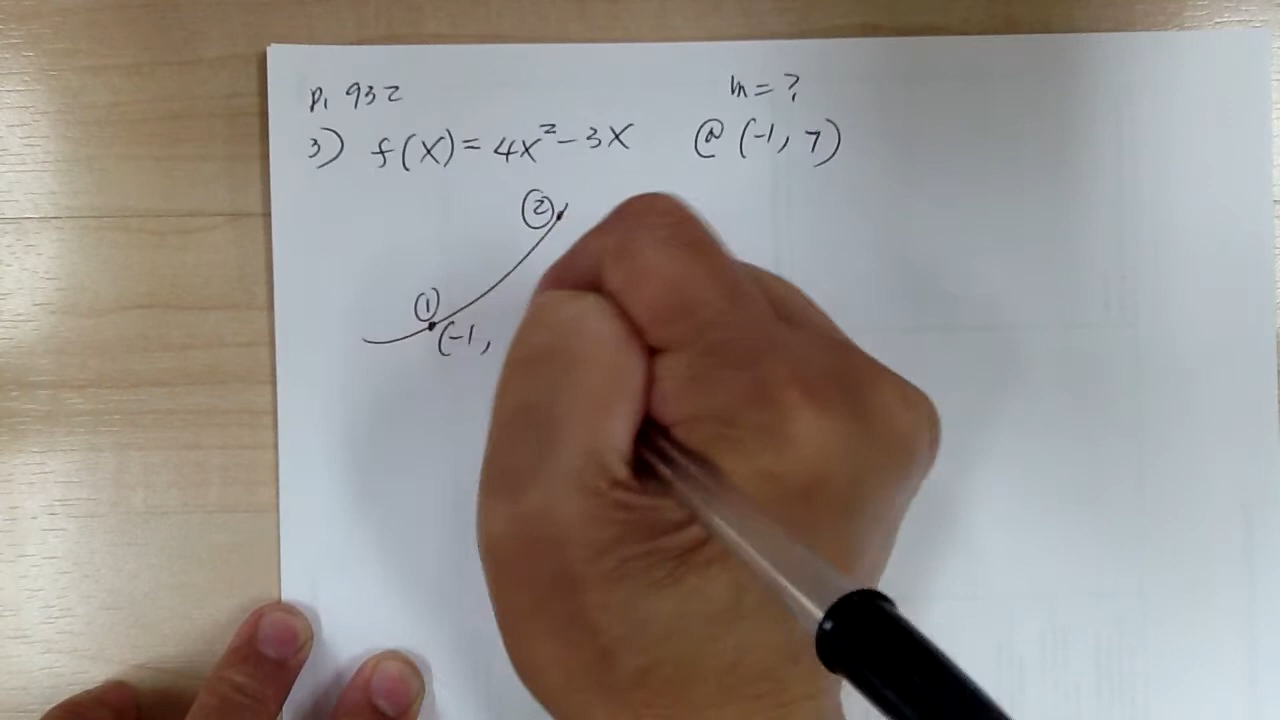 p. 932
m = ?
3) f(x) = 4x² - 3x @ (-1, 7)
②
①
(-1,